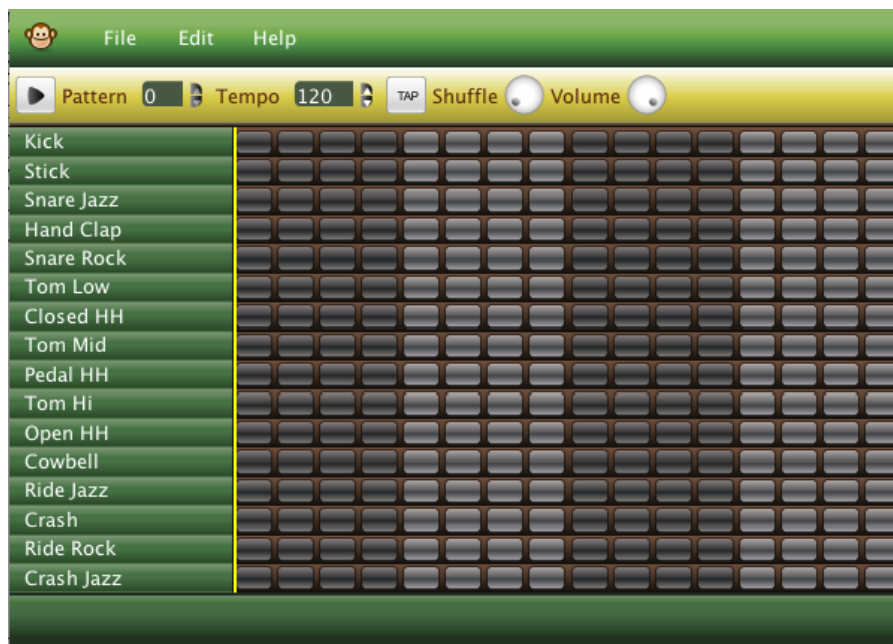 File Edit Help
Pattern 0 Tempo 120 TAP Shuffle Volume
Kick
Stick
Snare Jazz
Hand Clap
Snare Rock
Tom Low
Closed HH
Tom Mid
Pedal HH
Tom Hi
Open HH
Cowbell
Ride Jazz
Crash
Ride Rock
Crash Jazz